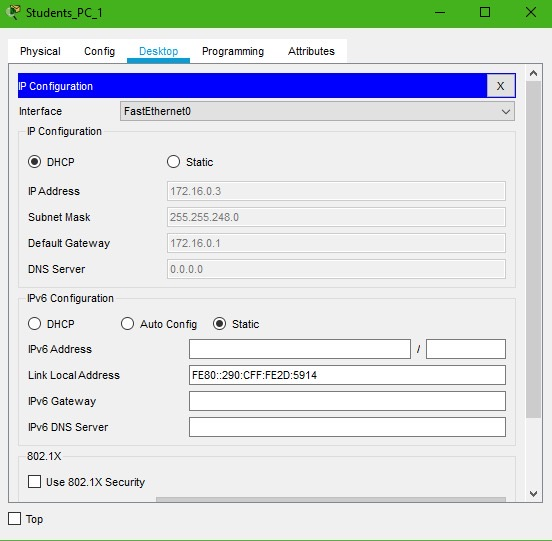 Students_PC_1
Physical Config Desktop Programming Attributes
IP Configuration X
Interface FastEthernet0
IP Configuration
DHCP Static
IP Address 172.16.0.3
Subnet Mask 255.255.248.0
Default Gateway 172.16.0.1
DNS Server 0.0.0.0
IPv6 Configuration
DHCP Auto Config Static
IPv6 Address /
Link Local Address FE80::290:CFF:FE2D:5914
IPv6 Gateway
IPv6 DNS Server
802.1X
Use 802.1X Security
Top